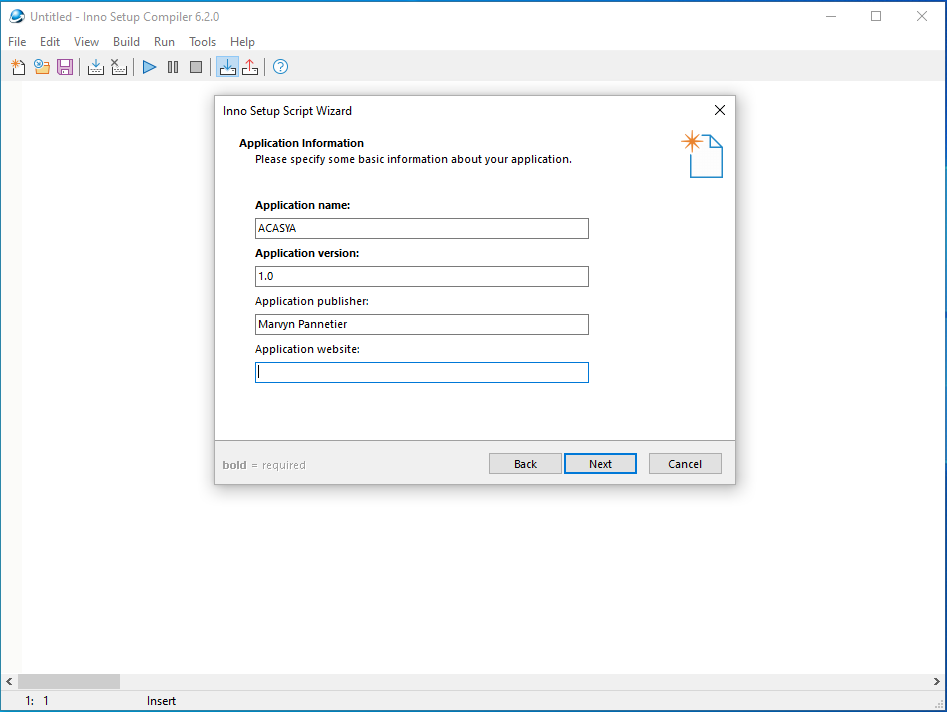 Untitled - Inno Setup Compiler 6.2.0
File Edit View Build Run Tools Help
Inno Setup Script Wizard
Application Information
Please specify some basic information about your application.
Application name:
ACASYA
Application version:
1.0
Application publisher:
Marvyn Pannetier
Application website:
bold = required
Back Next Cancel
1: 1 Insert